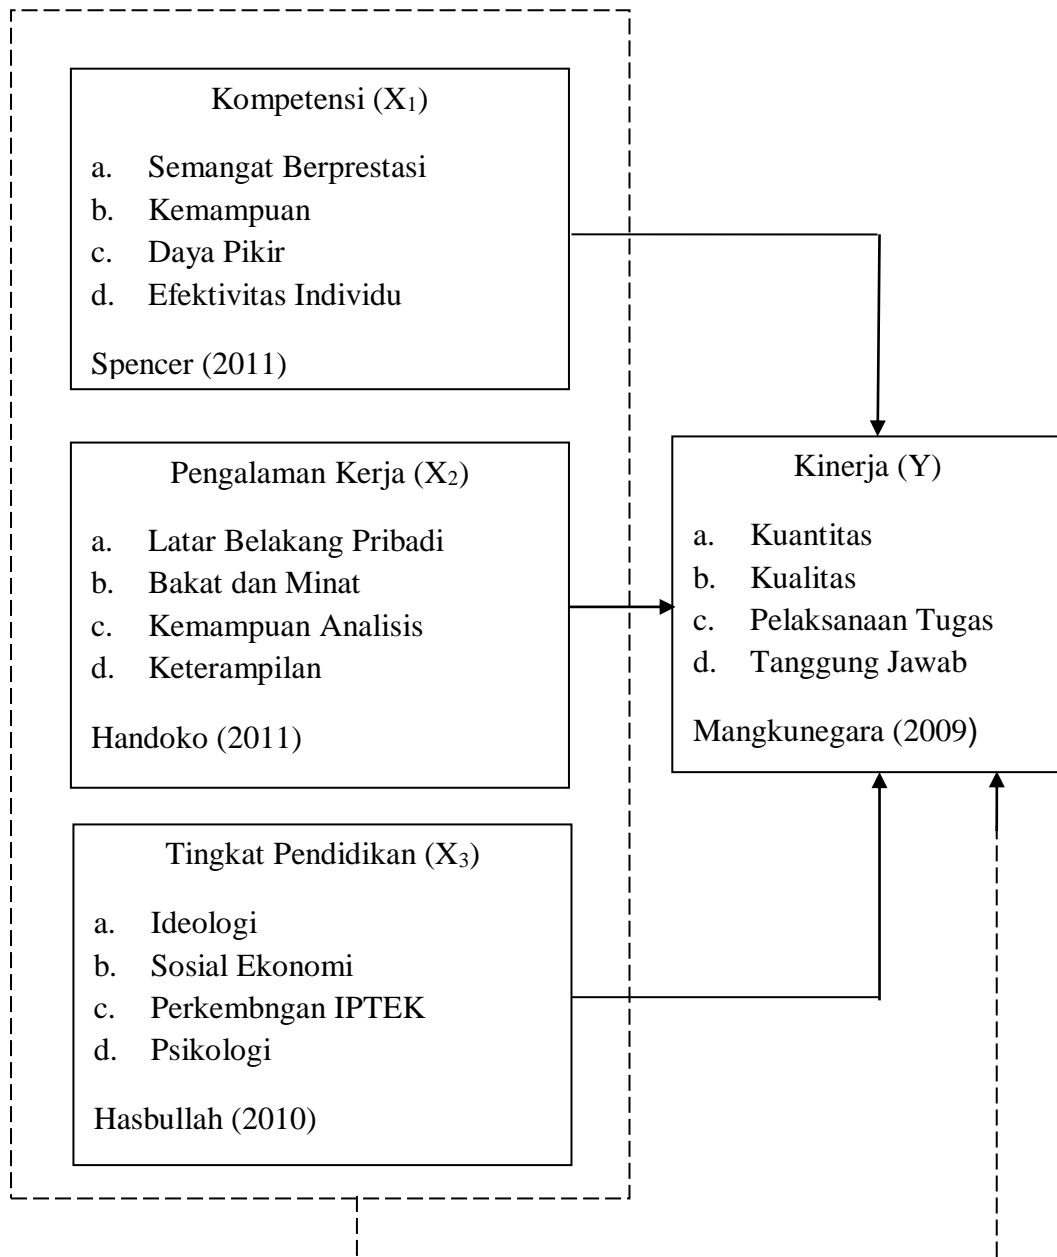 Kompetensi (X₁)
a. Semangat Berprestasi
b. Kemampuan
c. Daya Pikir
d. Efektivitas Individu
Spencer (2011)
Pengalaman Kerja (X₂)
a. Latar Belakang Pribadi
b. Bakat dan Minat
c. Kemampuan Analisis
d. Keterampilan
Handoko (2011)
Tingkat Pendidikan (X₃)
a. Ideologi
b. Sosial Ekonomi
c. Perkembngan IPTEK
d. Psikologi
Hasbullah (2010)
Kinerja (Y)
a. Kuantitas
b. Kualitas
c. Pelaksanaan Tugas
d. Tanggung Jawab
Mangkunegara (2009)